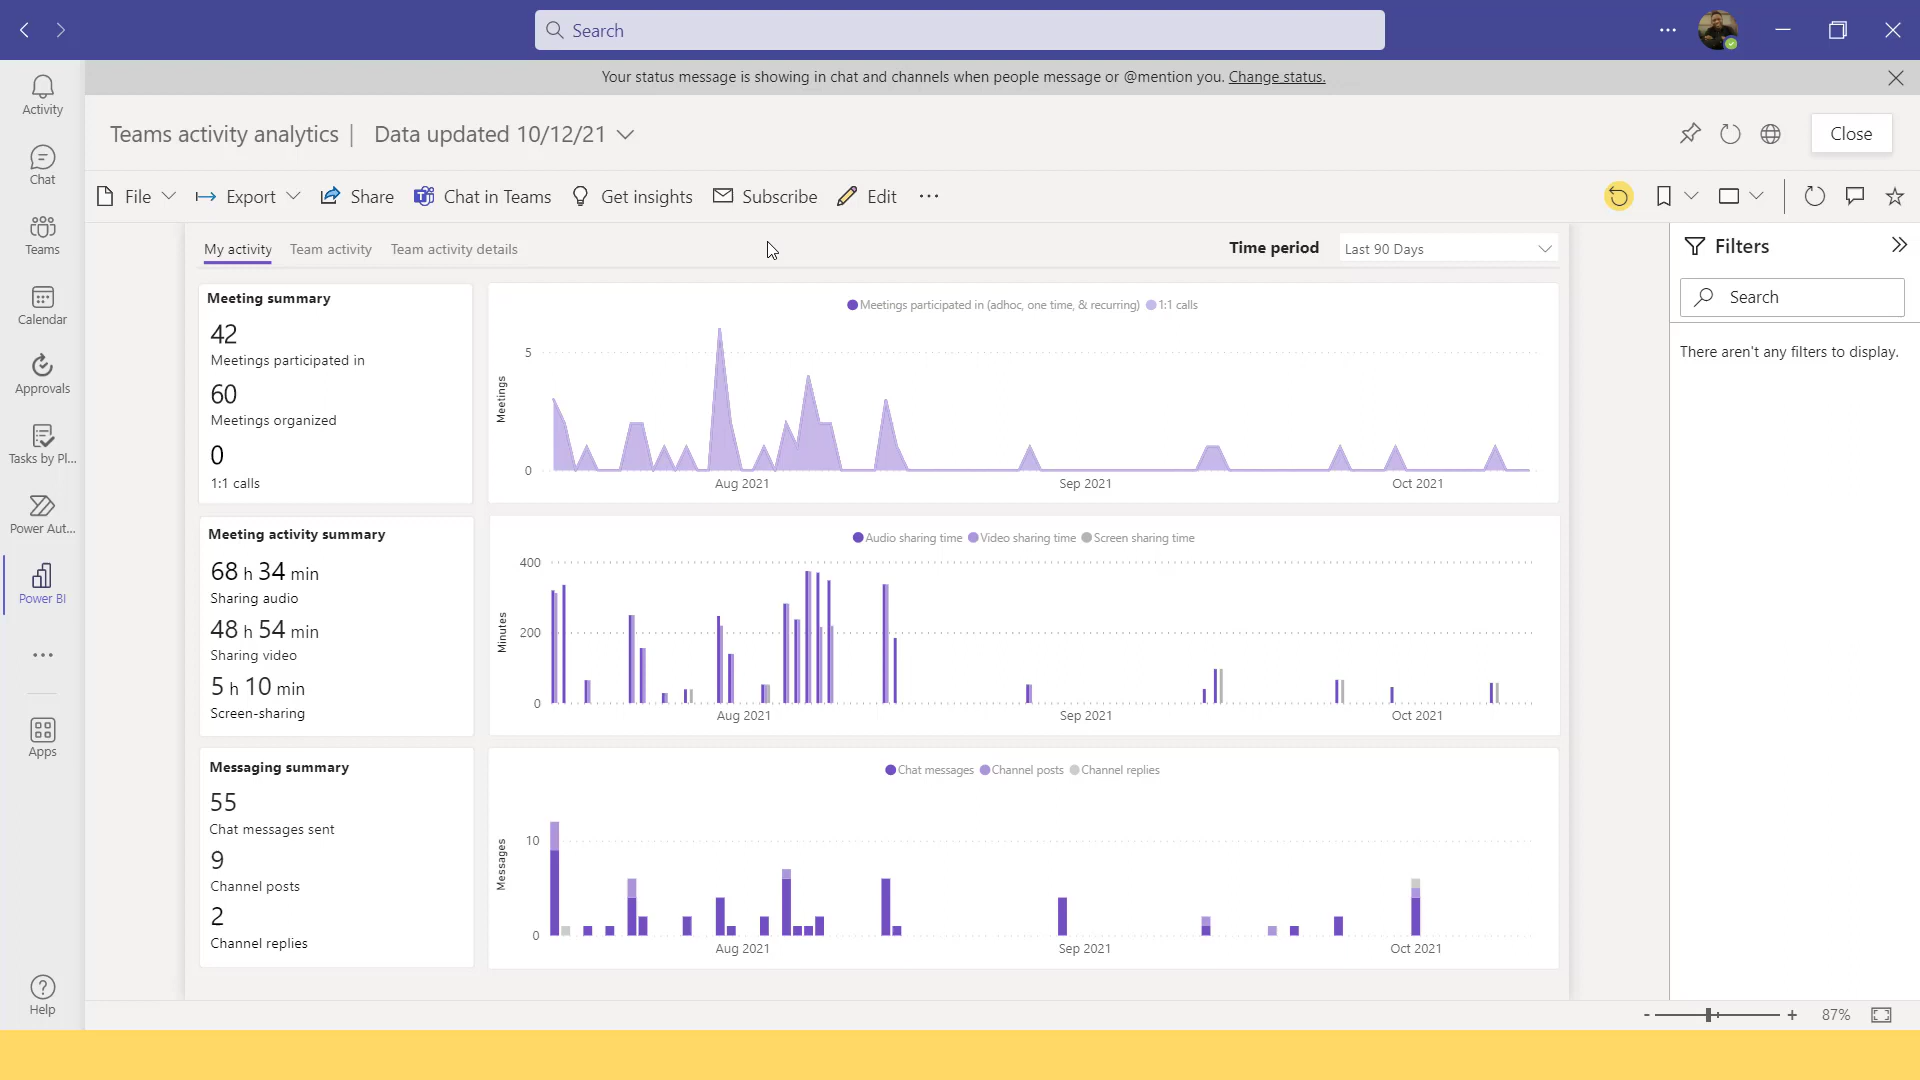 Search
Your status message is showing in chat and channels when people message or @mention you. Change status.
Activity
Chat
Teams
Calendar
Approvals
Tasks by Pl...
Power Aut...
Power BI
Apps
Help
Teams activity analytics | Data updated 10/12/21
Close
File Export Share Chat in Teams Get insights Subscribe Edit
My activity Team activity Team activity details
Time period Last 90 Days
Meeting summary
42
Meetings participated in
60
Meetings organized
0
1:1 calls
Meetings participated in (adhoc, one time, & recurring) 1:1 calls
Meetings
5
0
Aug 2021 Sep 2021 Oct 2021
Meeting activity summary
68 h 34 min
Sharing audio
48 h 54 min
Sharing video
5 h 10 min
Screen-sharing
Audio sharing time Video sharing time Screen sharing time
Minutes
400
200
0
Aug 2021 Sep 2021 Oct 2021
Messaging summary
55
Chat messages sent
9
Channel posts
2
Channel replies
Chat messages Channel posts Channel replies
Messages
10
0
Aug 2021 Sep 2021 Oct 2021
Filters
Search
There aren't any filters to display.
- + 87%